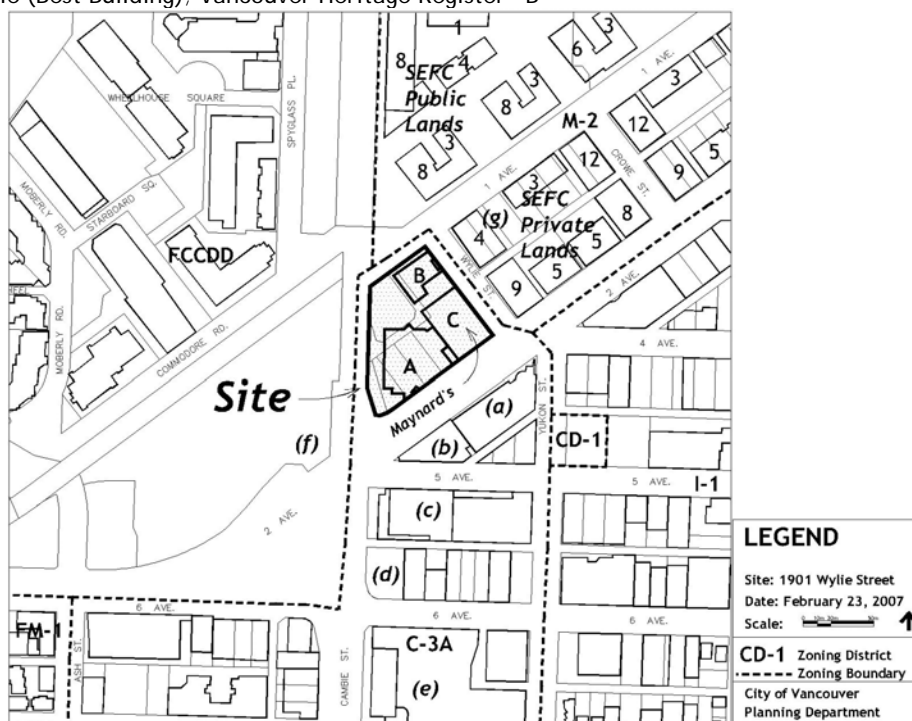 (Best Building), Vancouver Heritage Register "B"
1
3
6
8
4
SEFC
Public
Lands
3
8
1 AVE.
3
WHEELHOUSE SQUARE
SPYGLASS PL.
M-2
12
3
8
1 AVE.
3
12
CROWE ST.
9
5
MOBERLY RD.
STARBOARD SQ.
(g)
SEFC
Private
Lands
4
8
5
5
9
WYLIE ST.
FCCDD
B
C
A
2 AVE.
4 AVE.
MOBERLY RD.
COMMODORE RD.
Site
Maynard's
(a)
YUKON ST.
(b)
(f)
CD-1
5 AVE.
5 AVE.
I-1
2 AVE.
(c)
(d)
6 AVE.
6 AVE.
6 AVE.
FM-1
ASH ST.
CAMBIE ST.
C-3A
(e)
LEGEND
Site: 1901 Wylie Street
Date: February 23, 2007
Scale:
CD-1 Zoning District
Zoning Boundary
City of Vancouver
Planning Department